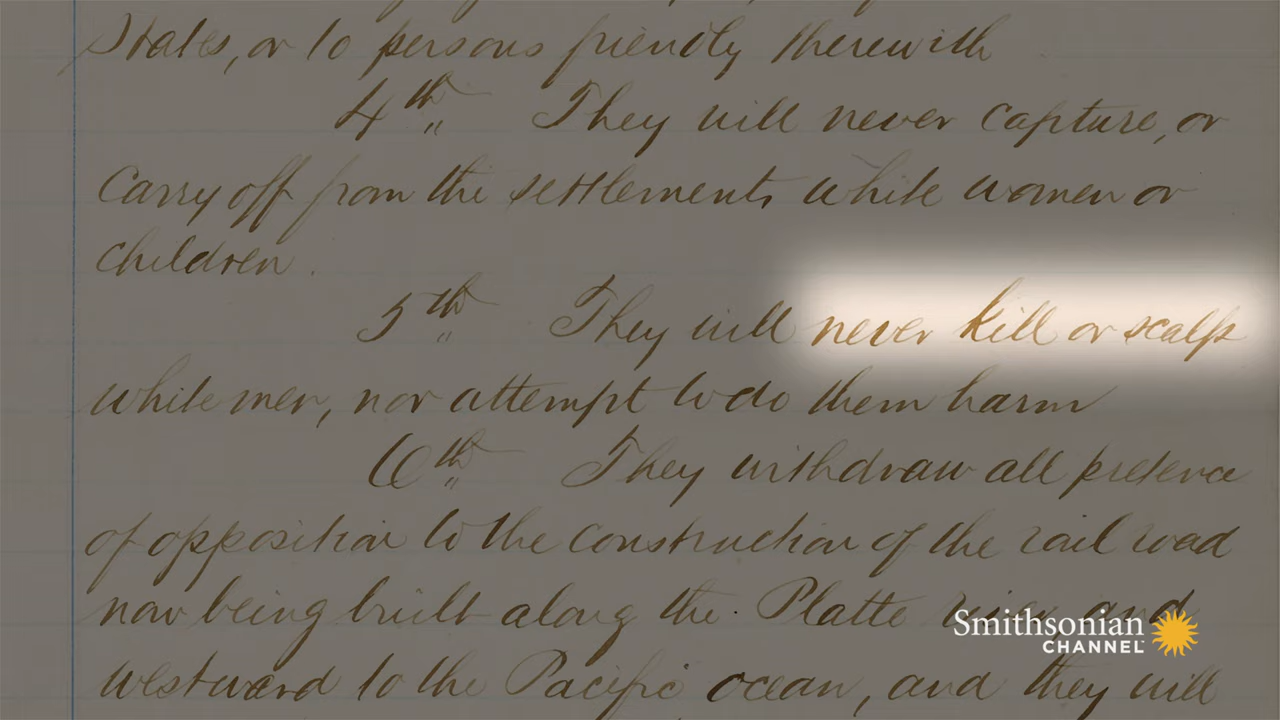 States, or to persons friendly therewith
4th„ They will never capture, or
carry off from the settlements white women or
children.
5th„ They will never kill or scalp
white men, nor attempt to do them harm
6th„ They withdraw all pretence
of opposition to the construction of the rail road
now being built along the Platte river, and
westward to the Pacific ocean, and they will
Smithsonian
CHANNEL